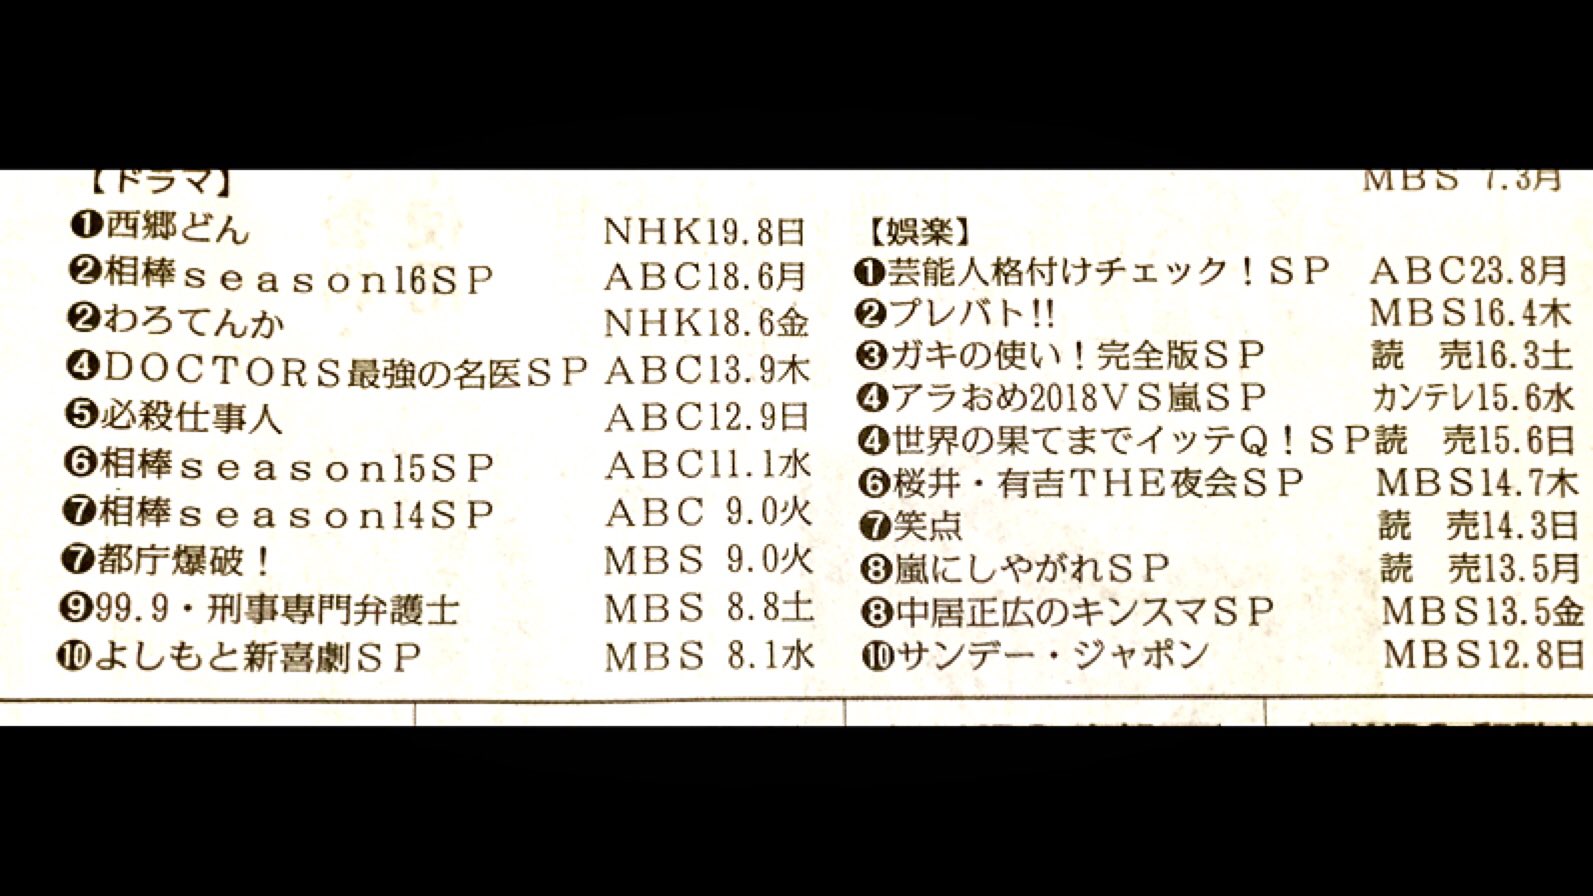 【ドラマ】
❶西郷どん NHK19.8日
❷相棒season16SP ABC18.6月
❷わろてんか NHK18.6金
❹DOCTORS最強の名医SP ABC13.9木
❺必殺仕事人 ABC12.9日
❻相棒season15SP ABC11.1水
❼相棒season14SP ABC 9.0火
❼都庁爆破！ MBS 9.0火
❾99.9・刑事専門弁護士 MBS 8.8土
❿よしもと新喜劇SP MBS 8.1水
MBS 7.3月
【娯楽】
❶芸能人格付けチェック！SP ABC23.8月
❷プレバト!! MBS16.4木
❸ガキの使い！完全版SP 読　売16.3土
❹アラおめ2018VS嵐SP カンテレ15.6水
❹世界の果てまでイッテQ！SP読　売15.6日
❻桜井・有吉THE夜会SP MBS14.7木
❼笑点 読　売14.3日
❽嵐にしやがれSP 読　売13.5月
❽中居正広のキンスマSP MBS13.5金
❿サンデー・ジャポン MBS12.8日